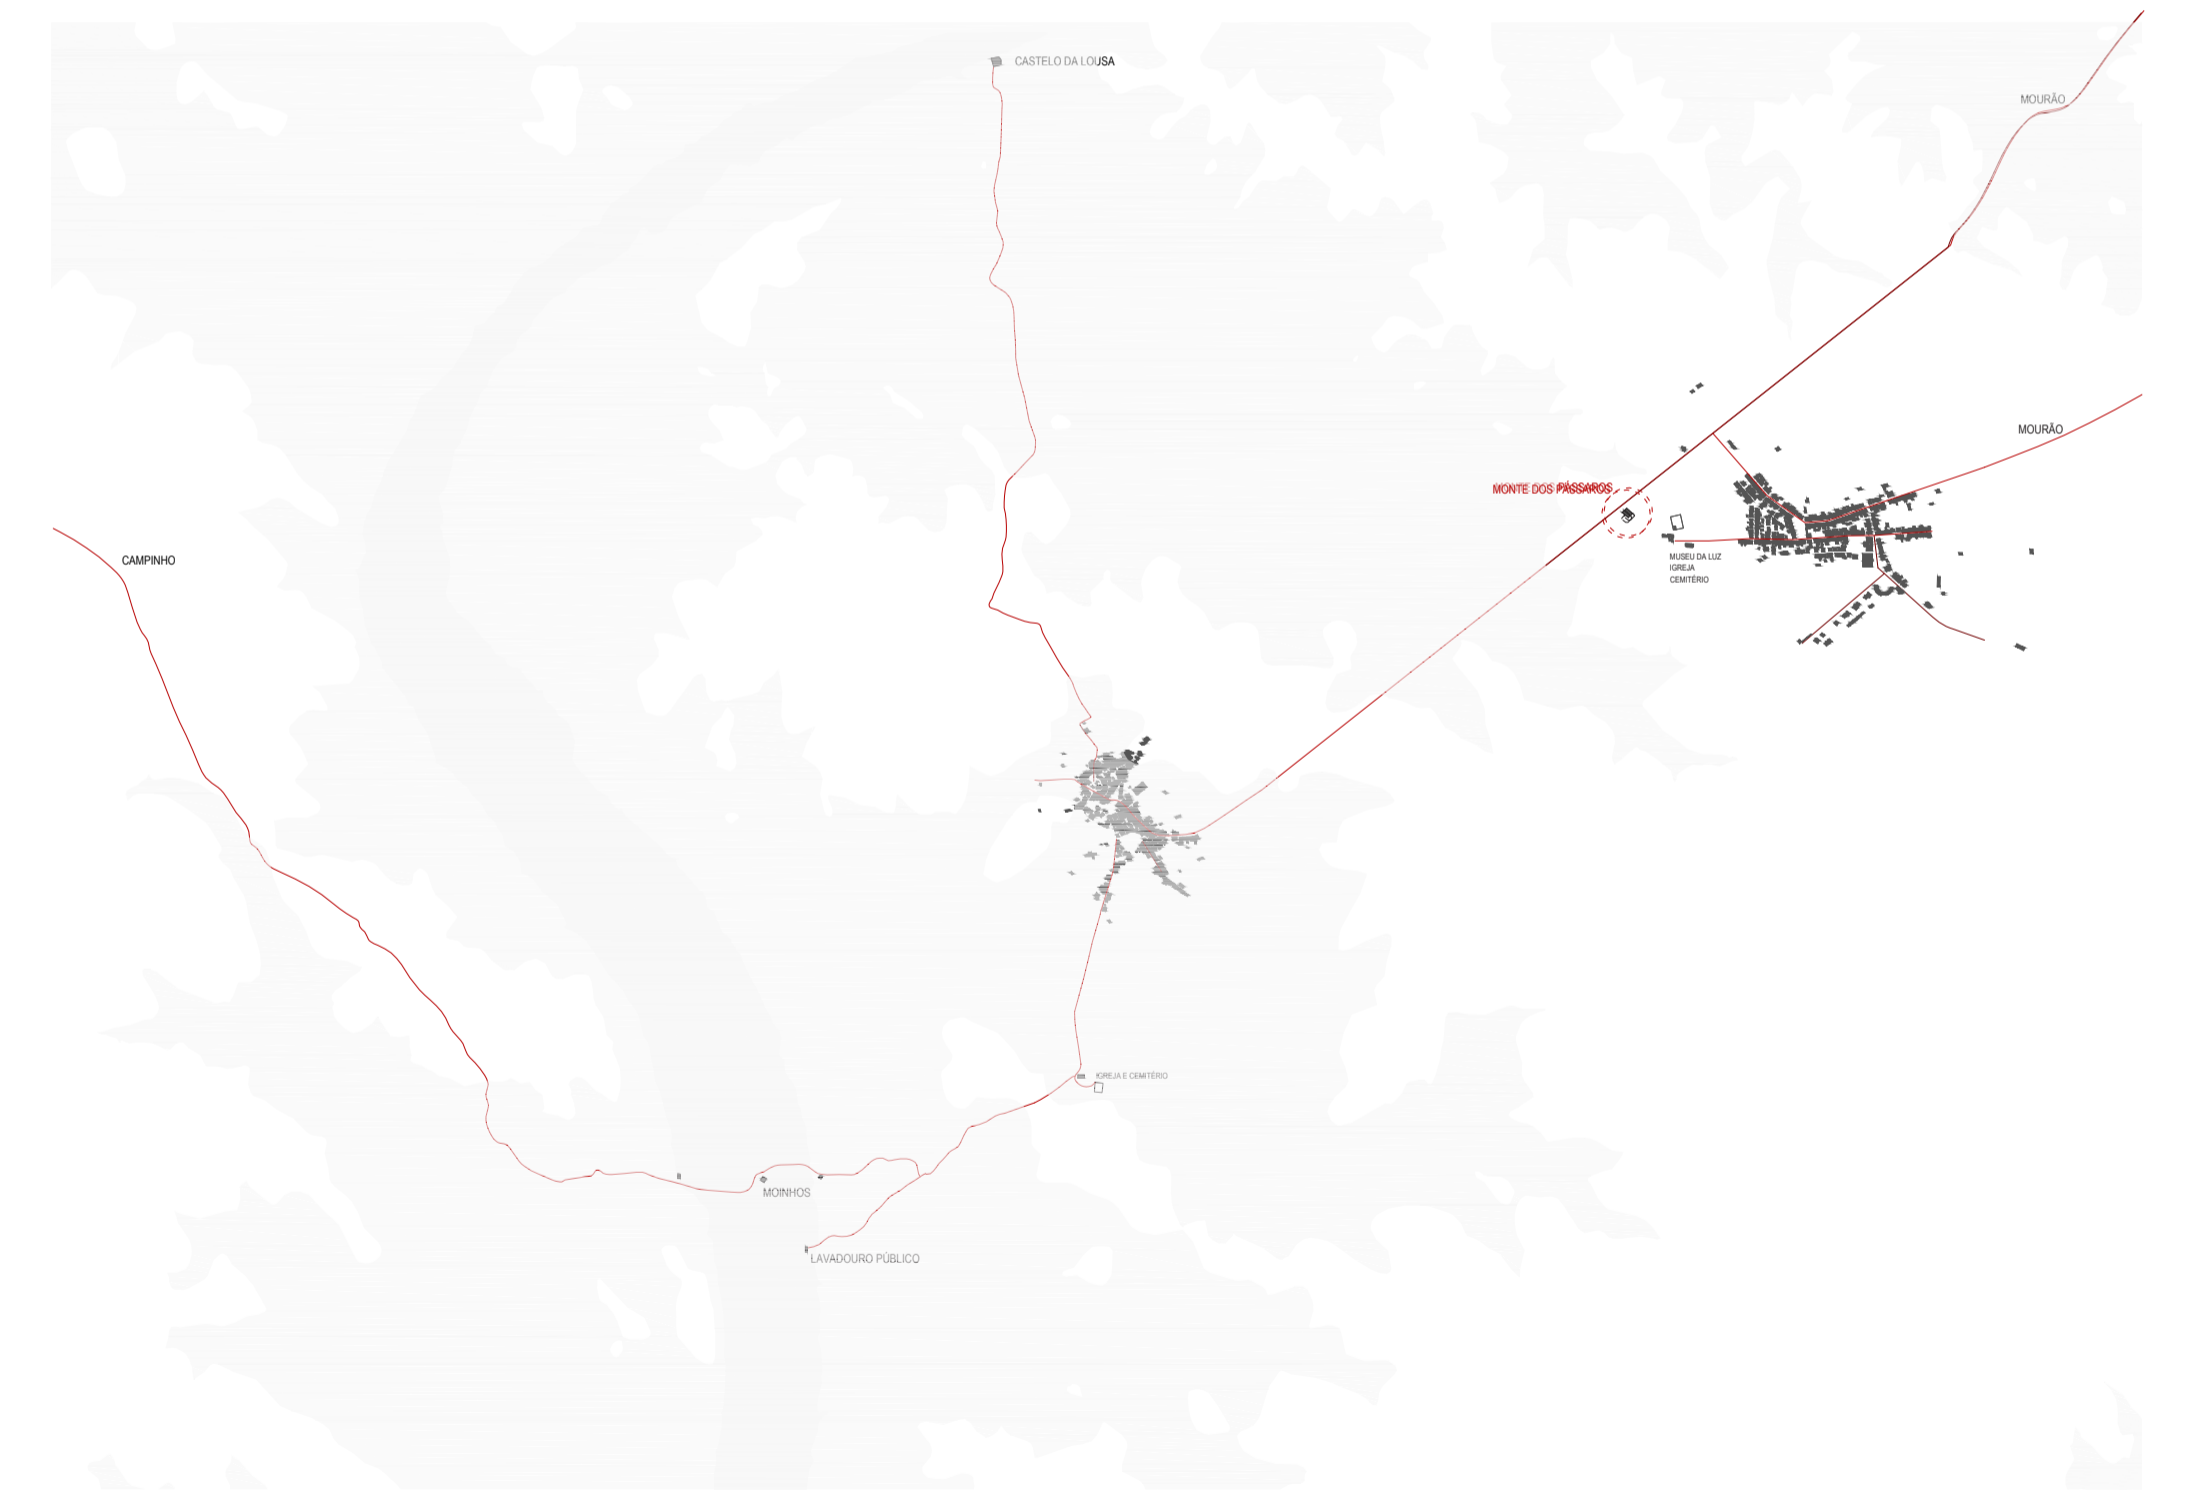 CASTELO DA LOUSA
MOURÃO
MOURÃO
MONTE DOS PÁSSAROS
CAMPINHO
MUSEU DA LUZ
IGREJA
CEMITÉRIO
IGREJA E CEMITÉRIO
MOINHOS
LAVADOURO PÚBLICO